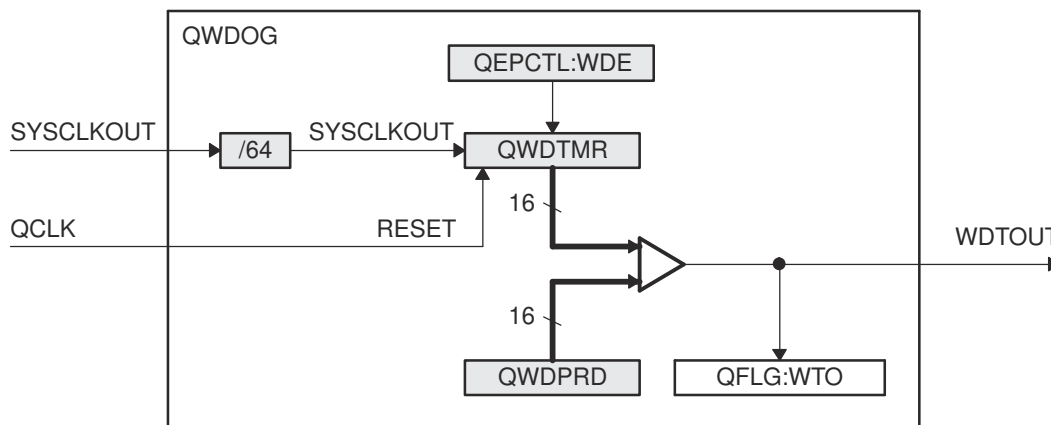 QWDOG
QEPCTL:WDE
SYSCLKOUT
/64
SYSCLKOUT
QWDTMR
16
QCLK
RESET
WDTOUT
16
QWDPRD
QFLG:WTO